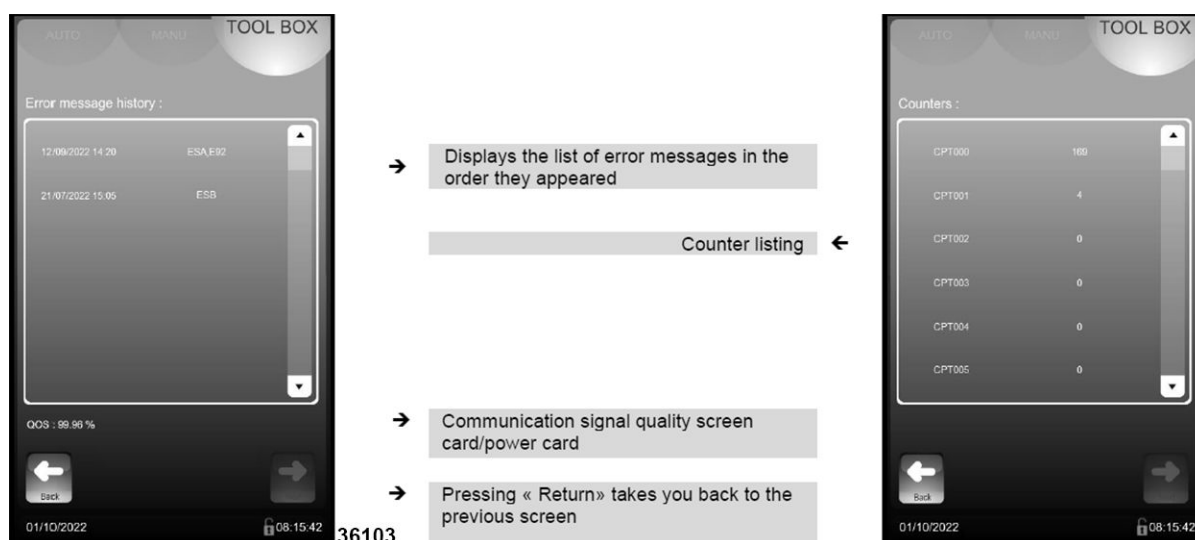 AUTO MANU TOOL BOX
Error message history :
12/09/2022 14:20 ESA,E92
21/07/2022 15:05 ESB
QOS : 99.96 %
Back
01/10/2022 08:15:42
36103
Displays the list of error messages in the
order they appeared
Counter listing
Communication signal quality screen
card/power card
Pressing « Return» takes you back to the
previous screen
AUTO MANU TOOL BOX
Counters :
CPT000 169
CPT001 4
CPT002 0
CPT003 0
CPT004 0
CPT005 0
Back
01/10/2022 08:15:42